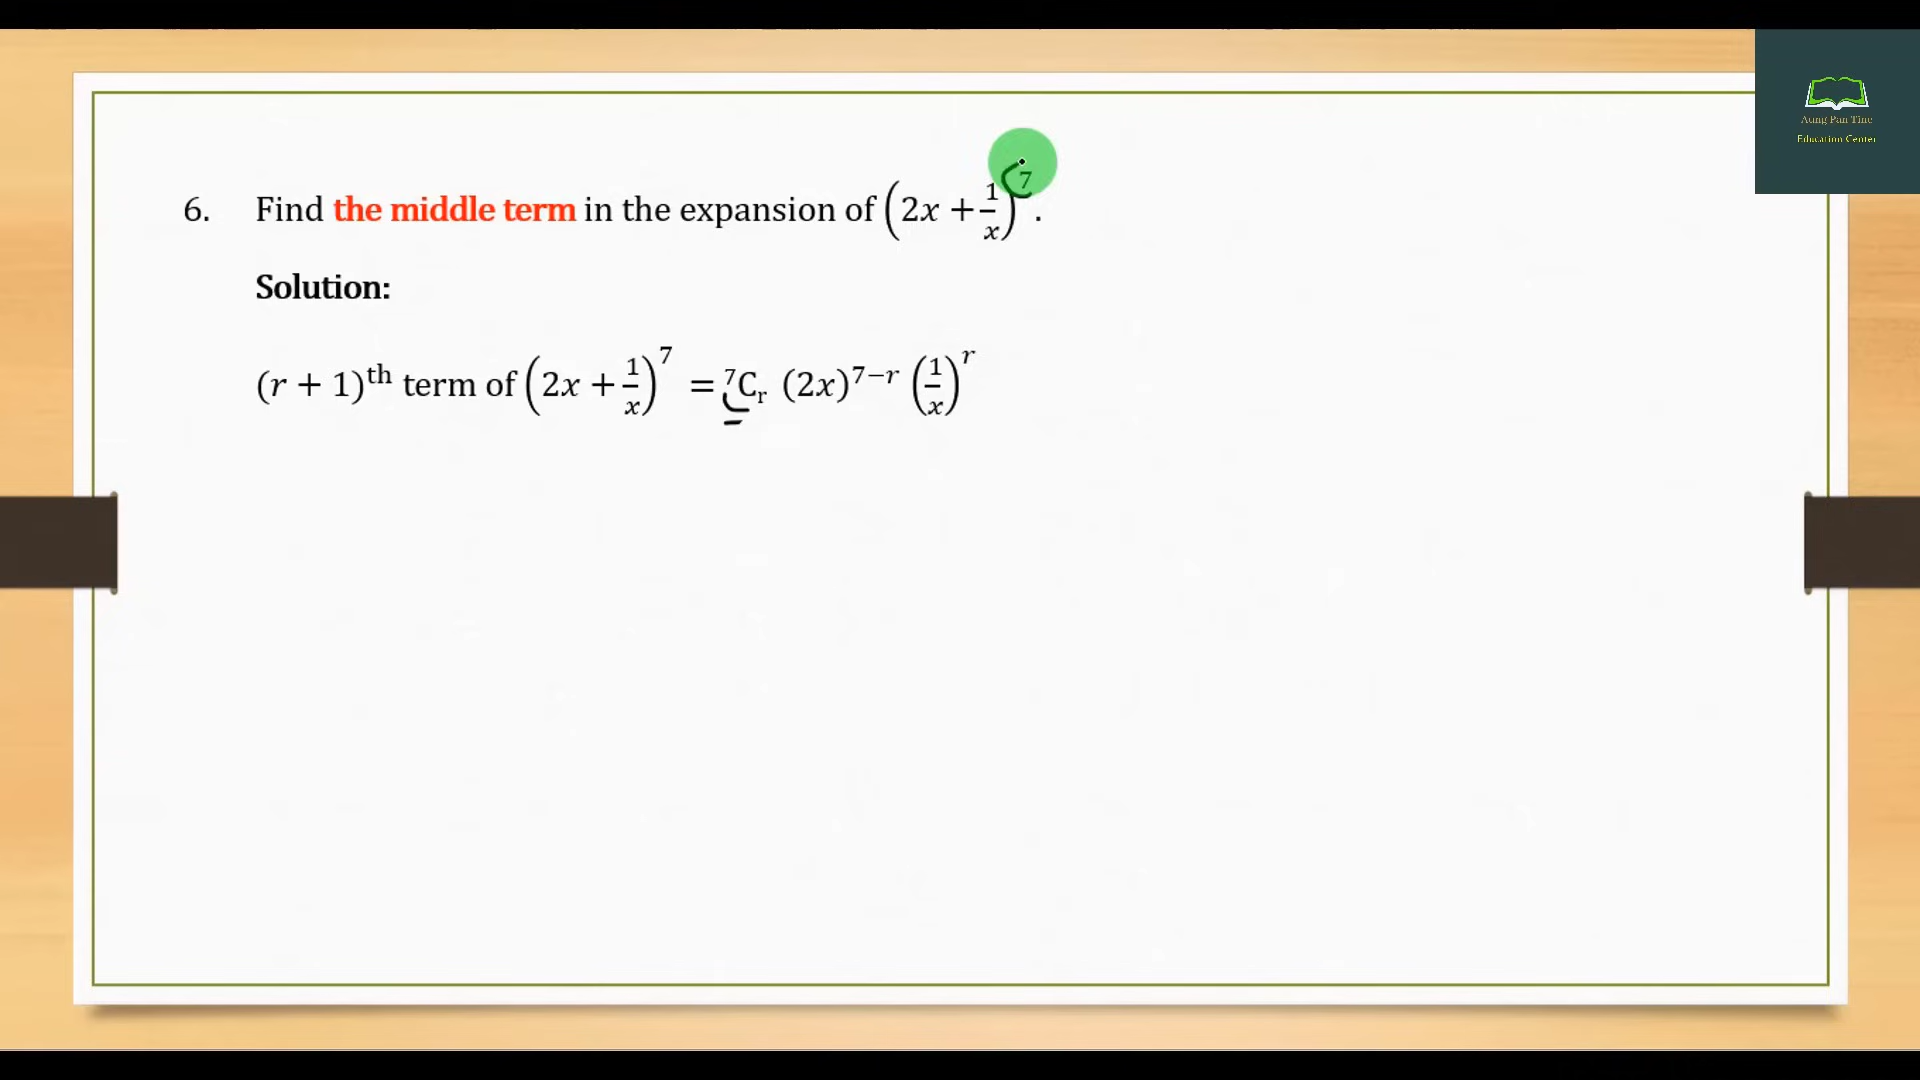 6. Find the middle term in the expansion of (2x + 1/x)⁷.
Solution:
(r + 1)ᵗʰ term of (2x + 1/x)⁷ = ⁷Cᵣ (2x)⁷⁻ʳ (1/x)ʳ
Aung Pan Tine
Education Center